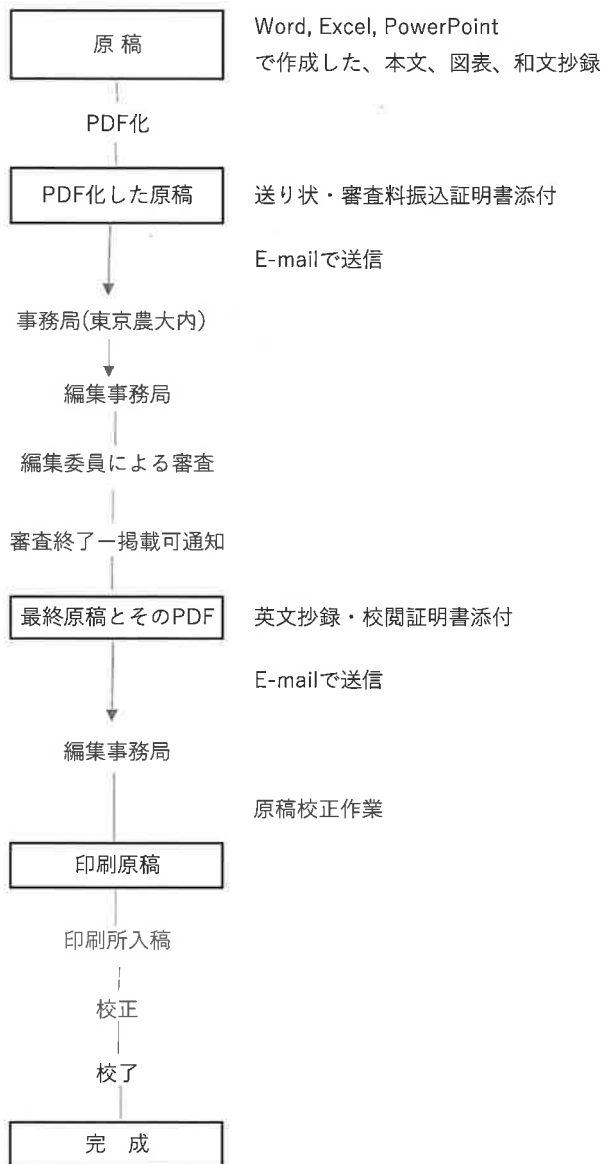 原 稿
Word, Excel, PowerPoint
で作成した、本文、図表、和文抄録
PDF化
PDF化した原稿
送り状・審査料振込証明書添付
E-mailで送信
事務局(東京農大内)
編集事務局
編集委員による審査
審査終了ー掲載可通知
最終原稿とそのPDF
英文抄録・校閲証明書添付
E-mailで送信
編集事務局
原稿校正作業
印刷原稿
印刷所入稿
校正
校了
完 成